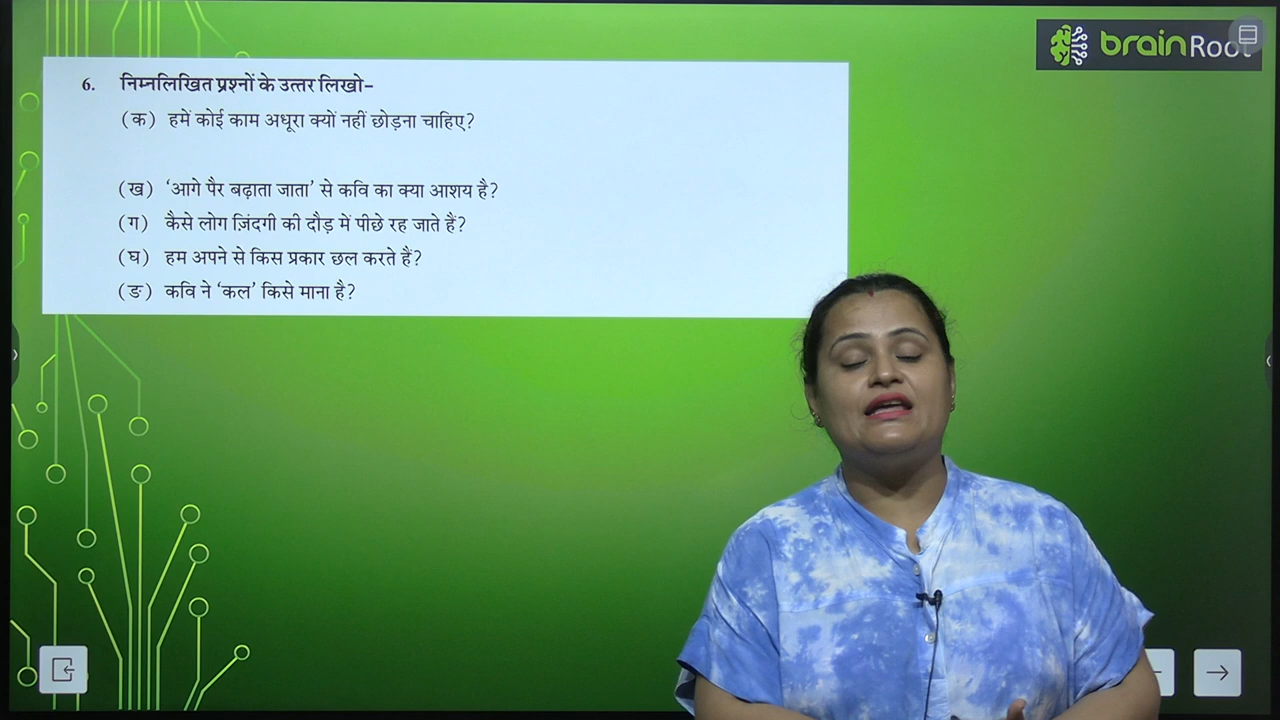 brainRoot
6. निम्नलिखित प्रश्नों के उत्तर लिखो-
(क) हमें कोई काम अधूरा क्यों नहीं छोड़ना चाहिए?
(ख) 'आगे पैर बढ़ाता जाता' से कवि का क्या आशय है?
(ग) कैसे लोग ज़िंदगी की दौड़ में पीछे रह जाते हैं?
(घ) हम अपने से किस प्रकार छल करते हैं?
(ङ) कवि ने 'कल' किसे माना है?